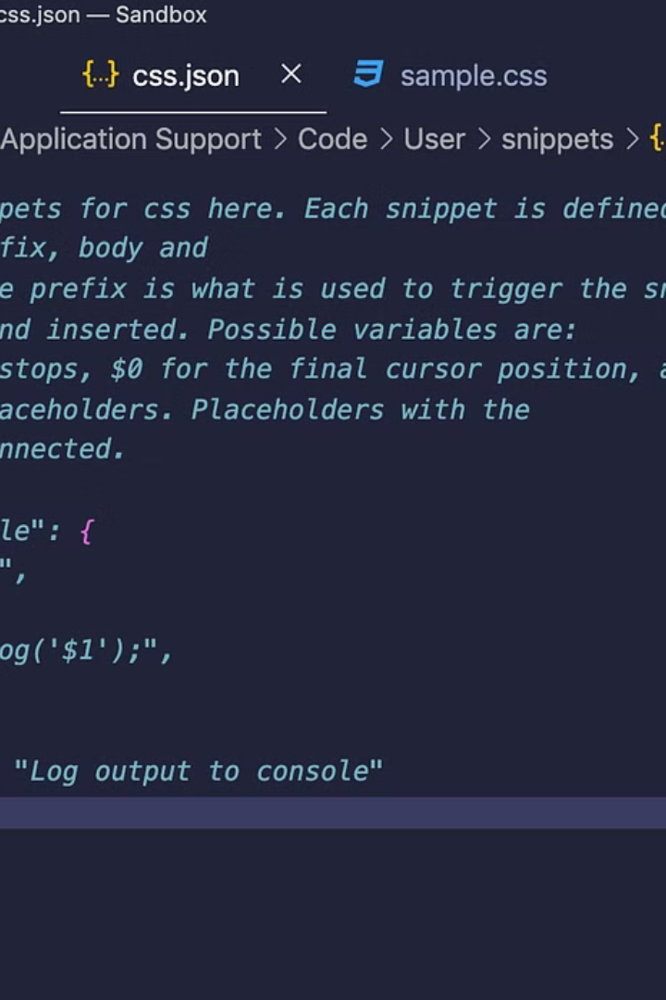 css.json — Sandbox
{...} css.json × sample.css
Application Support > Code > User > snippets > {.
pets for css here. Each snippet is defined
fix, body and
e prefix is what is used to trigger the sn
nd inserted. Possible variables are:
stops, $0 for the final cursor position, a
aceholders. Placeholders with the
nnected.
le": {
",
og('$1');",
"Log output to console"